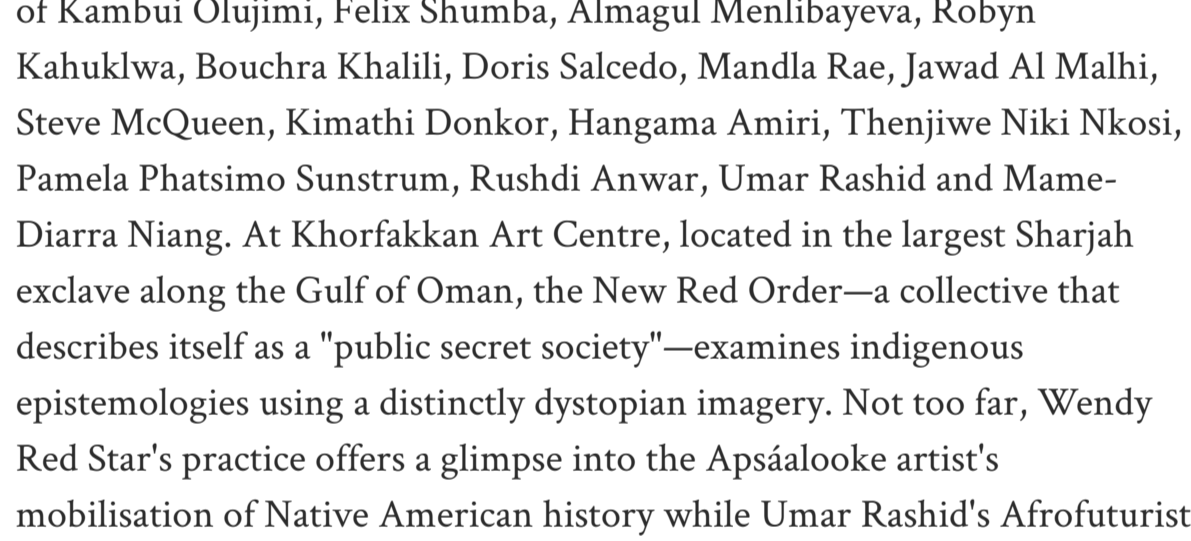 of Kambui Olujimi, Felix Shumba, Almagul Menlibayeva, Robyn
Kahuklwa, Bouchra Khalili, Doris Salcedo, Mandla Rae, Jawad Al Malhi,
Steve McQueen, Kimathi Donkor, Hangama Amiri, Thenjiwe Niki Nkosi,
Pamela Phatsimo Sunstrum, Rushdi Anwar, Umar Rashid and Mame-
Diarra Niang. At Khorfakkan Art Centre, located in the largest Sharjah
exclave along the Gulf of Oman, the New Red Order—a collective that
describes itself as a "public secret society"—examines indigenous
epistemologies using a distinctly dystopian imagery. Not too far, Wendy
Red Star's practice offers a glimpse into the Apsáalooke artist's
mobilisation of Native American history while Umar Rashid's Afrofuturist